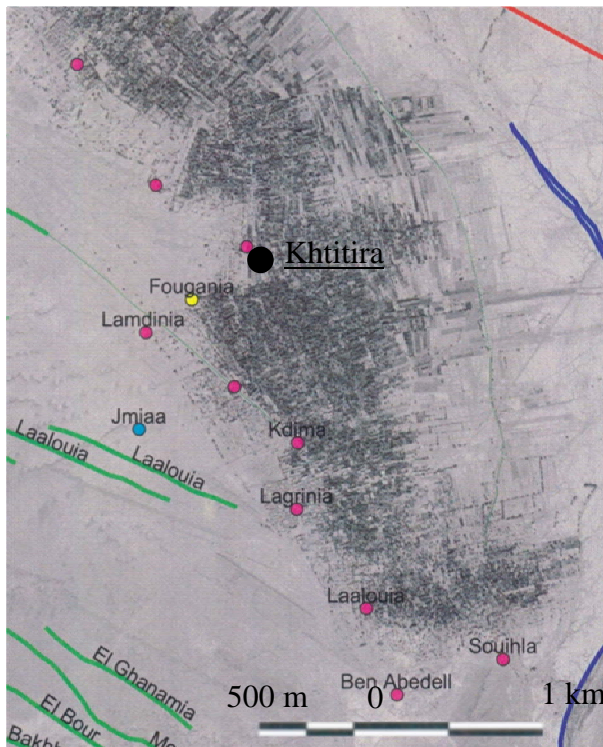 Khtitira
Fougania
Lamdinia
Jmiaa
Laalouia
Laalouia
Kdima
Lagrinia
Laalouia
Souihla
El Ghanamia
Ben Abedell
500 m 0 1 km
El Bour